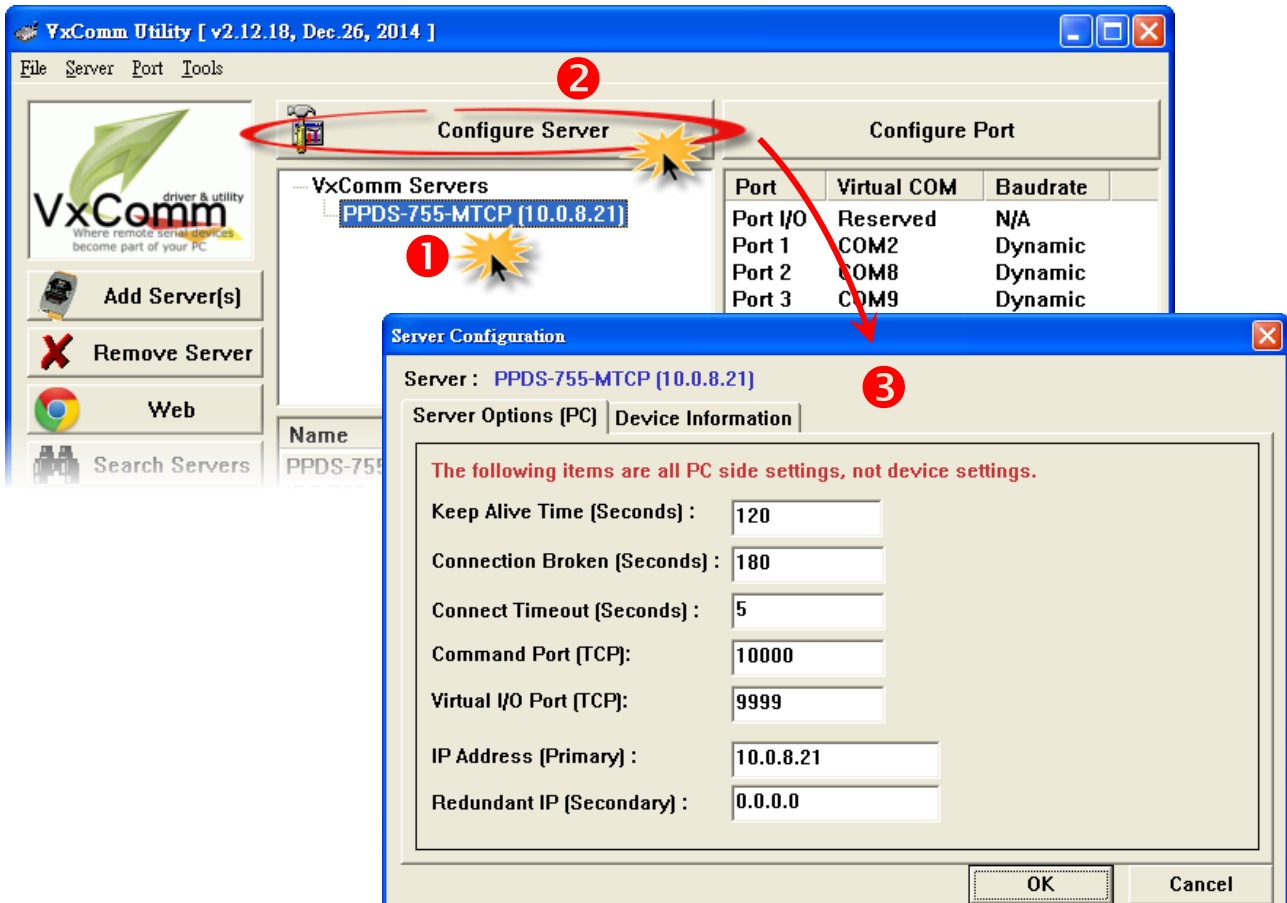 VxComm Utility [ v2.12.18, Dec.26, 2014 ]
File Server Port Tools
2
Configure Server
Configure Port
VxComm
driver & utility
Where remote serial devices
become part of your PC
VxComm Servers
PPDS-755-MTCP (10.0.8.21)
1
Port Virtual COM Baudrate
Port I/O Reserved N/A
Port 1 COM2 Dynamic
Port 2 COM8 Dynamic
Port 3 COM9 Dynamic
Add Server(s)
Remove Server
Web
Search Servers
Name
PPDS-755
Server Configuration
Server : PPDS-755-MTCP (10.0.8.21)
3
Server Options (PC) Device Information
The following items are all PC side settings, not device settings.
Keep Alive Time (Seconds) : 120
Connection Broken (Seconds) : 180
Connect Timeout (Seconds) : 5
Command Port (TCP): 10000
Virtual I/O Port (TCP): 9999
IP Address (Primary) : 10.0.8.21
Redundant IP (Secondary) : 0.0.0.0
OK Cancel